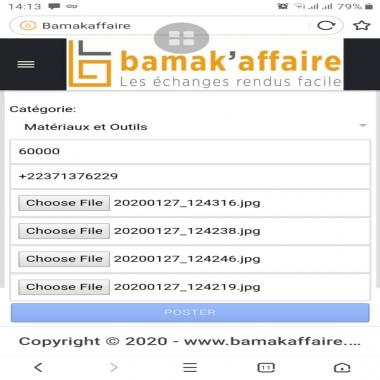 14:13 79%
Bamakaffaire
bamak'affaire
Les échanges rendus facile
Catégorie:
Matériaux et Outils
60000
+22371376229
Choose File 20200127_124316.jpg
Choose File 20200127_124238.jpg
Choose File 20200127_124246.jpg
Choose File 20200127_124219.jpg
POSTER
Copyright © 2020 - www.bamakaffaire....
11